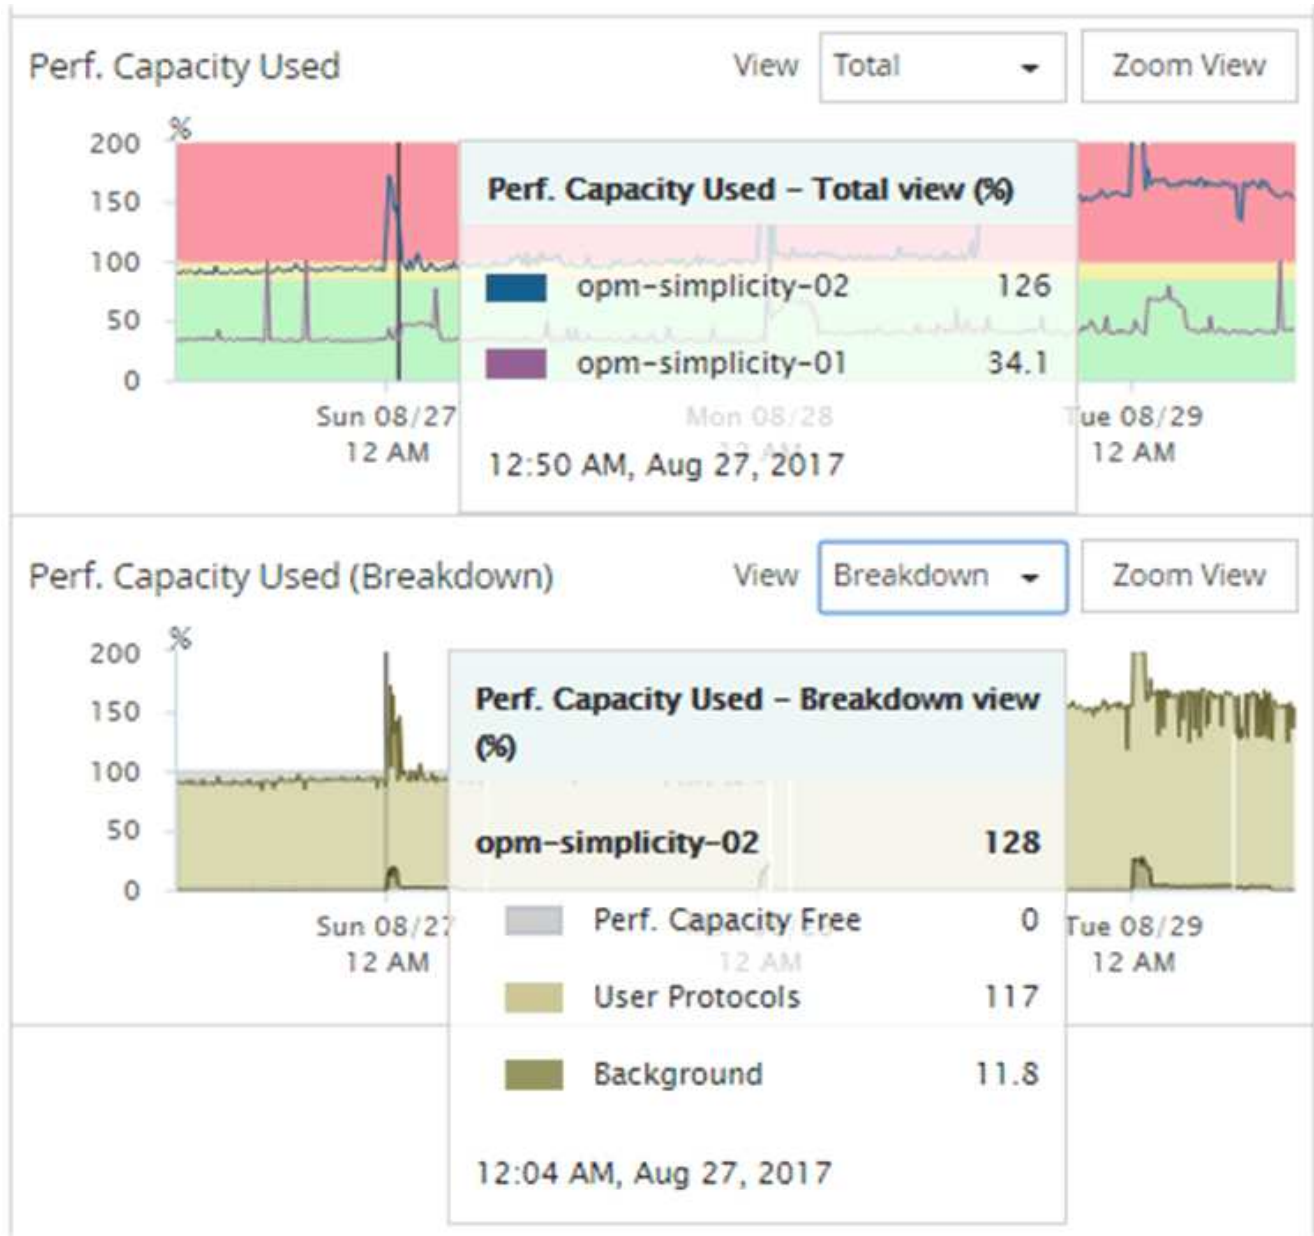 Perf. Capacity Used View Total Zoom View
%
200
150
100
50
0
Perf. Capacity Used – Total view (%)
opm-simplicity-02 126
opm-simplicity-01 34.1
Sun 08/27 Mon 08/28 Tue 08/29
12 AM 12 AM 12 AM
12:50 AM, Aug 27, 2017
Perf. Capacity Used (Breakdown) View Breakdown Zoom View
%
200
150
100
50
0
Perf. Capacity Used – Breakdown view
(%)
opm-simplicity-02 128
Perf. Capacity Free 0
User Protocols 117
Background 11.8
Sun 08/27 Tue 08/29
12 AM 12 AM 12 AM
12:04 AM, Aug 27, 2017